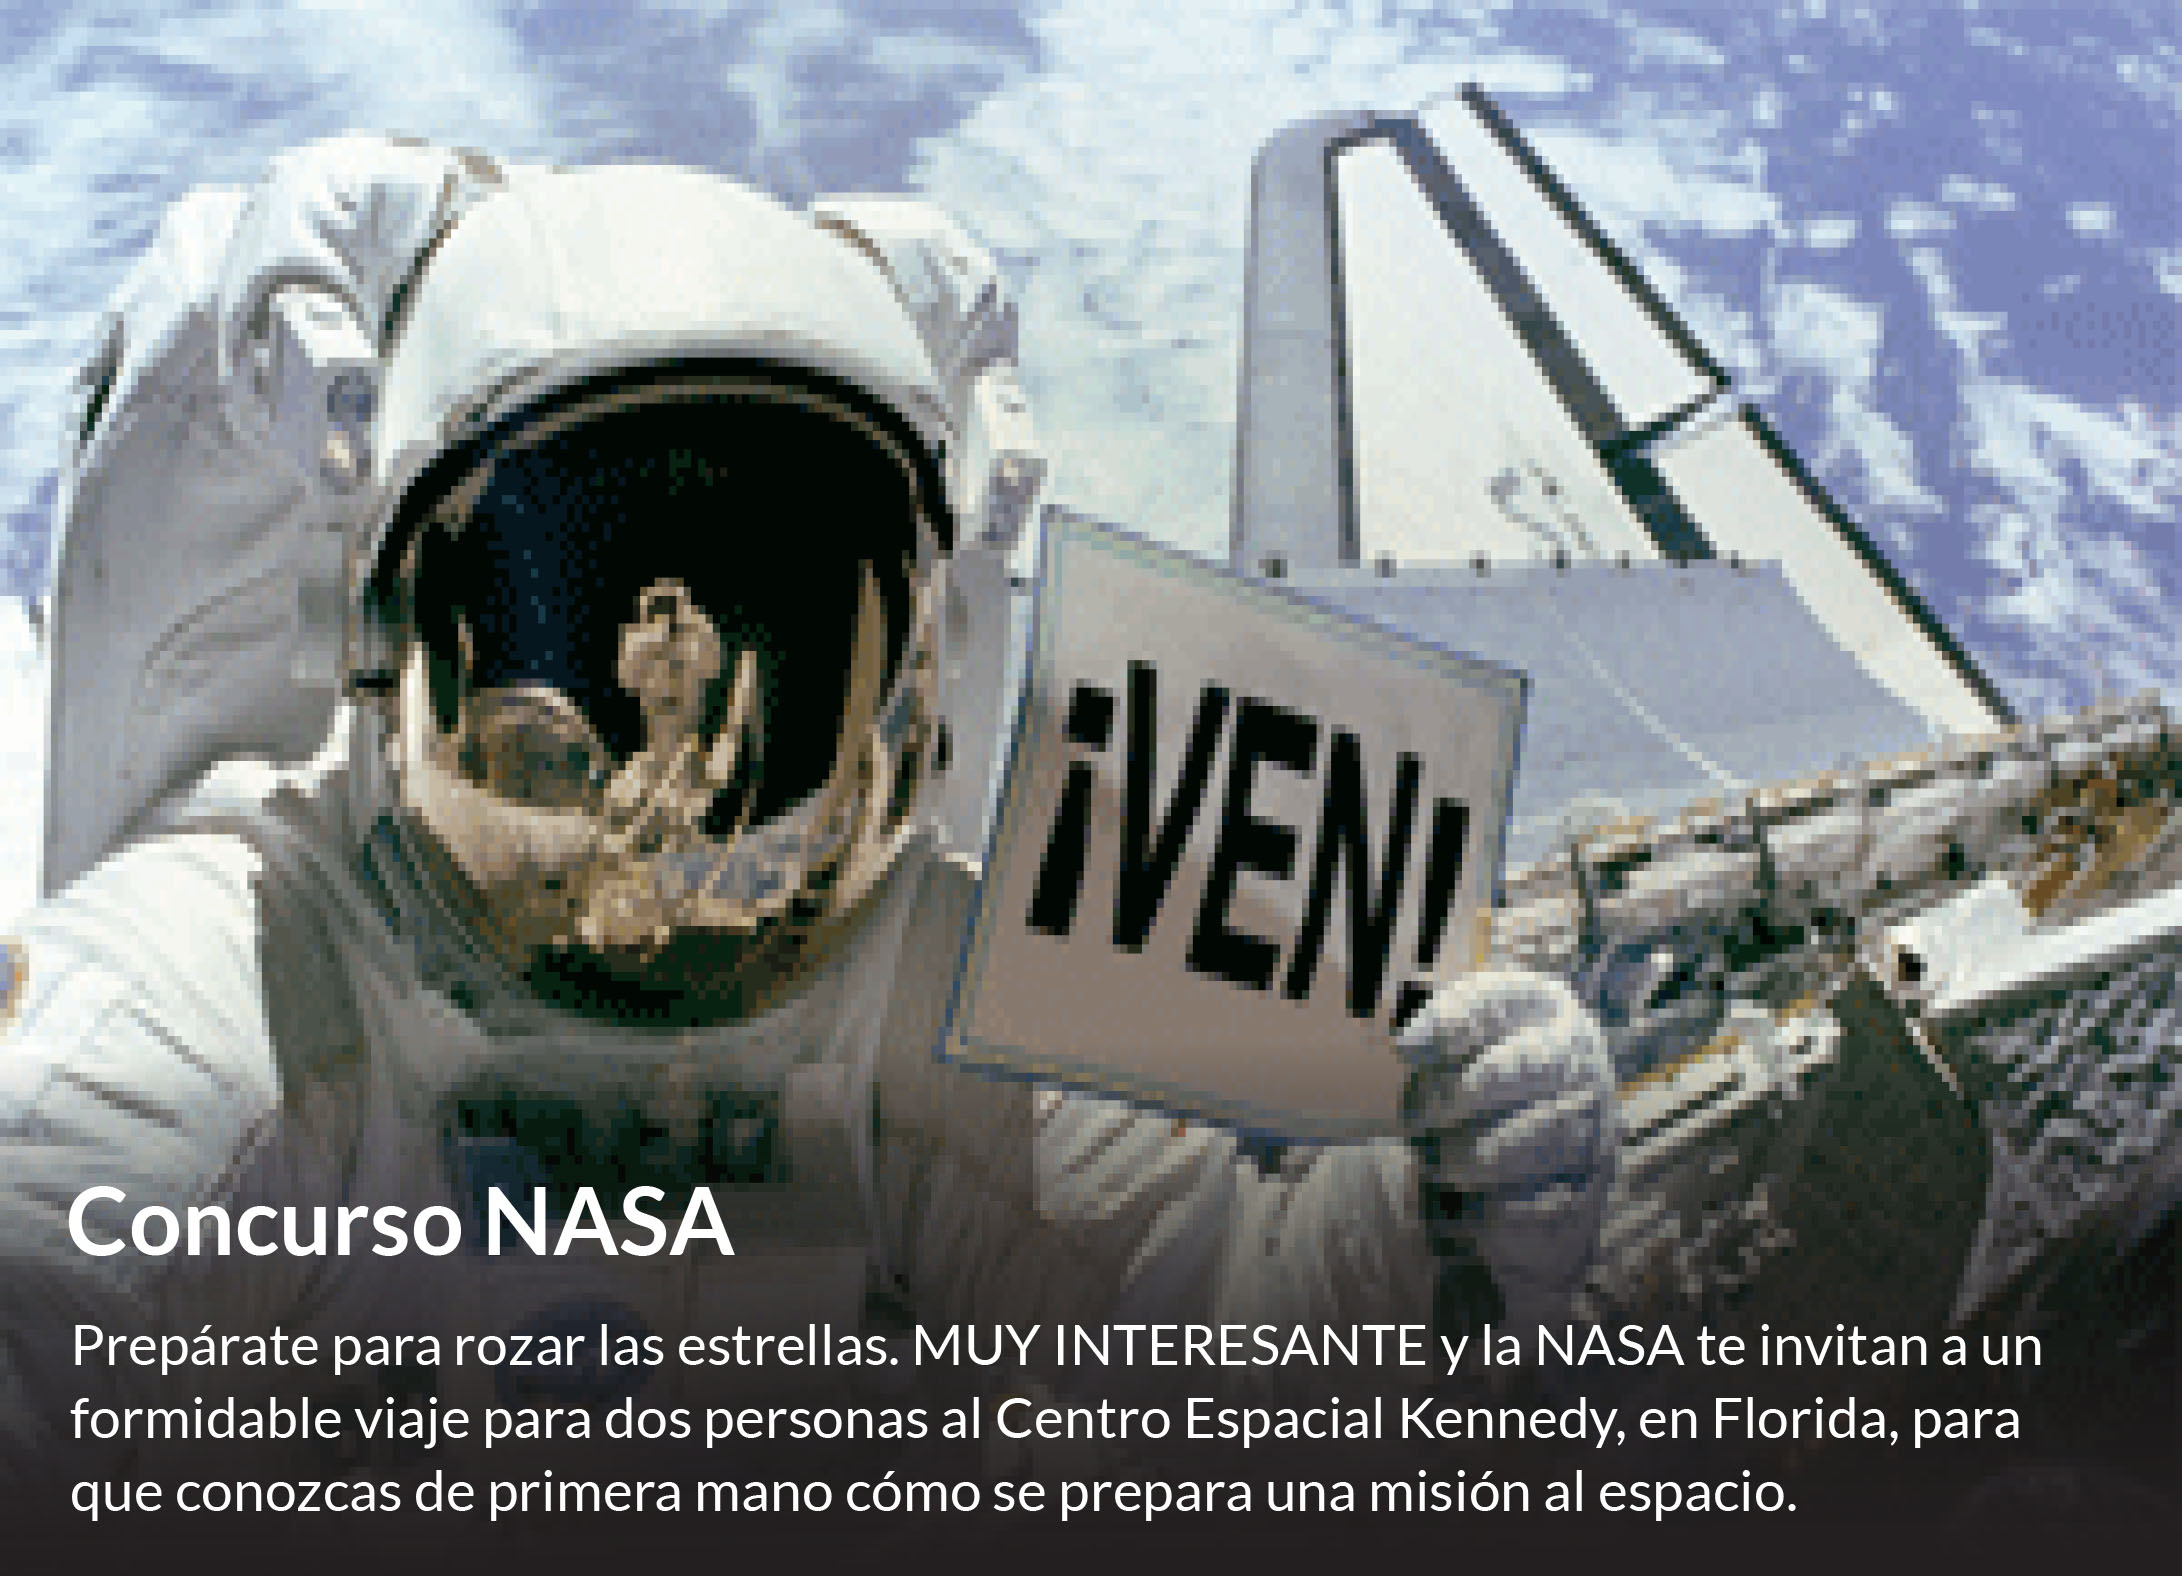 ¡VEN!
Concurso NASA
Prepárate para rozar las estrellas. MUY INTERESANTE y la NASA te invitan a un
formidable viaje para dos personas al Centro Espacial Kennedy, en Florida, para
que conozcas de primera mano cómo se prepara una misión al espacio.